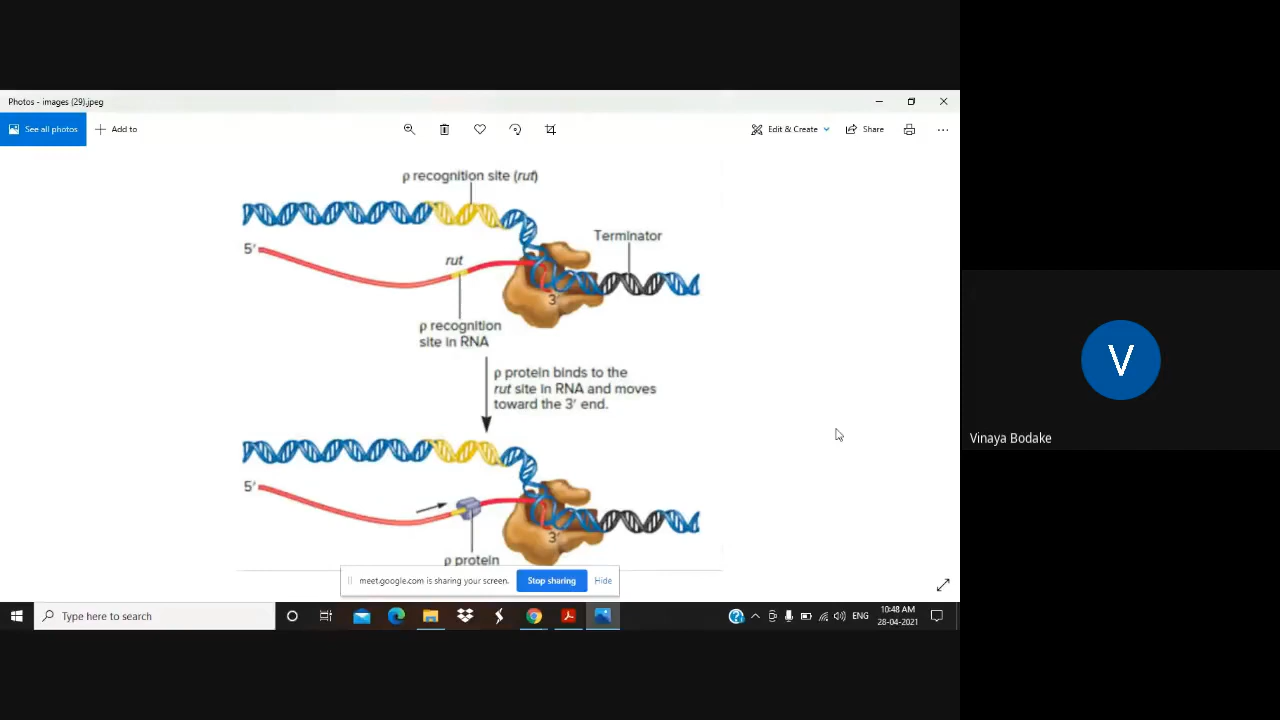 Photos - images (29).jpeg
See all photos
Add to
Edit & Create
Share
ρ recognition site (rut)
Terminator
5′
rut
3′
ρ recognition
site in RNA
ρ protein binds to the
rut site in RNA and moves
toward the 3′ end.
5′
3′
ρ protein
meet.google.com is sharing your screen.
Stop sharing
Hide
Type here to search
ENG
10:48 AM
28-04-2021
V
Vinaya Bodake